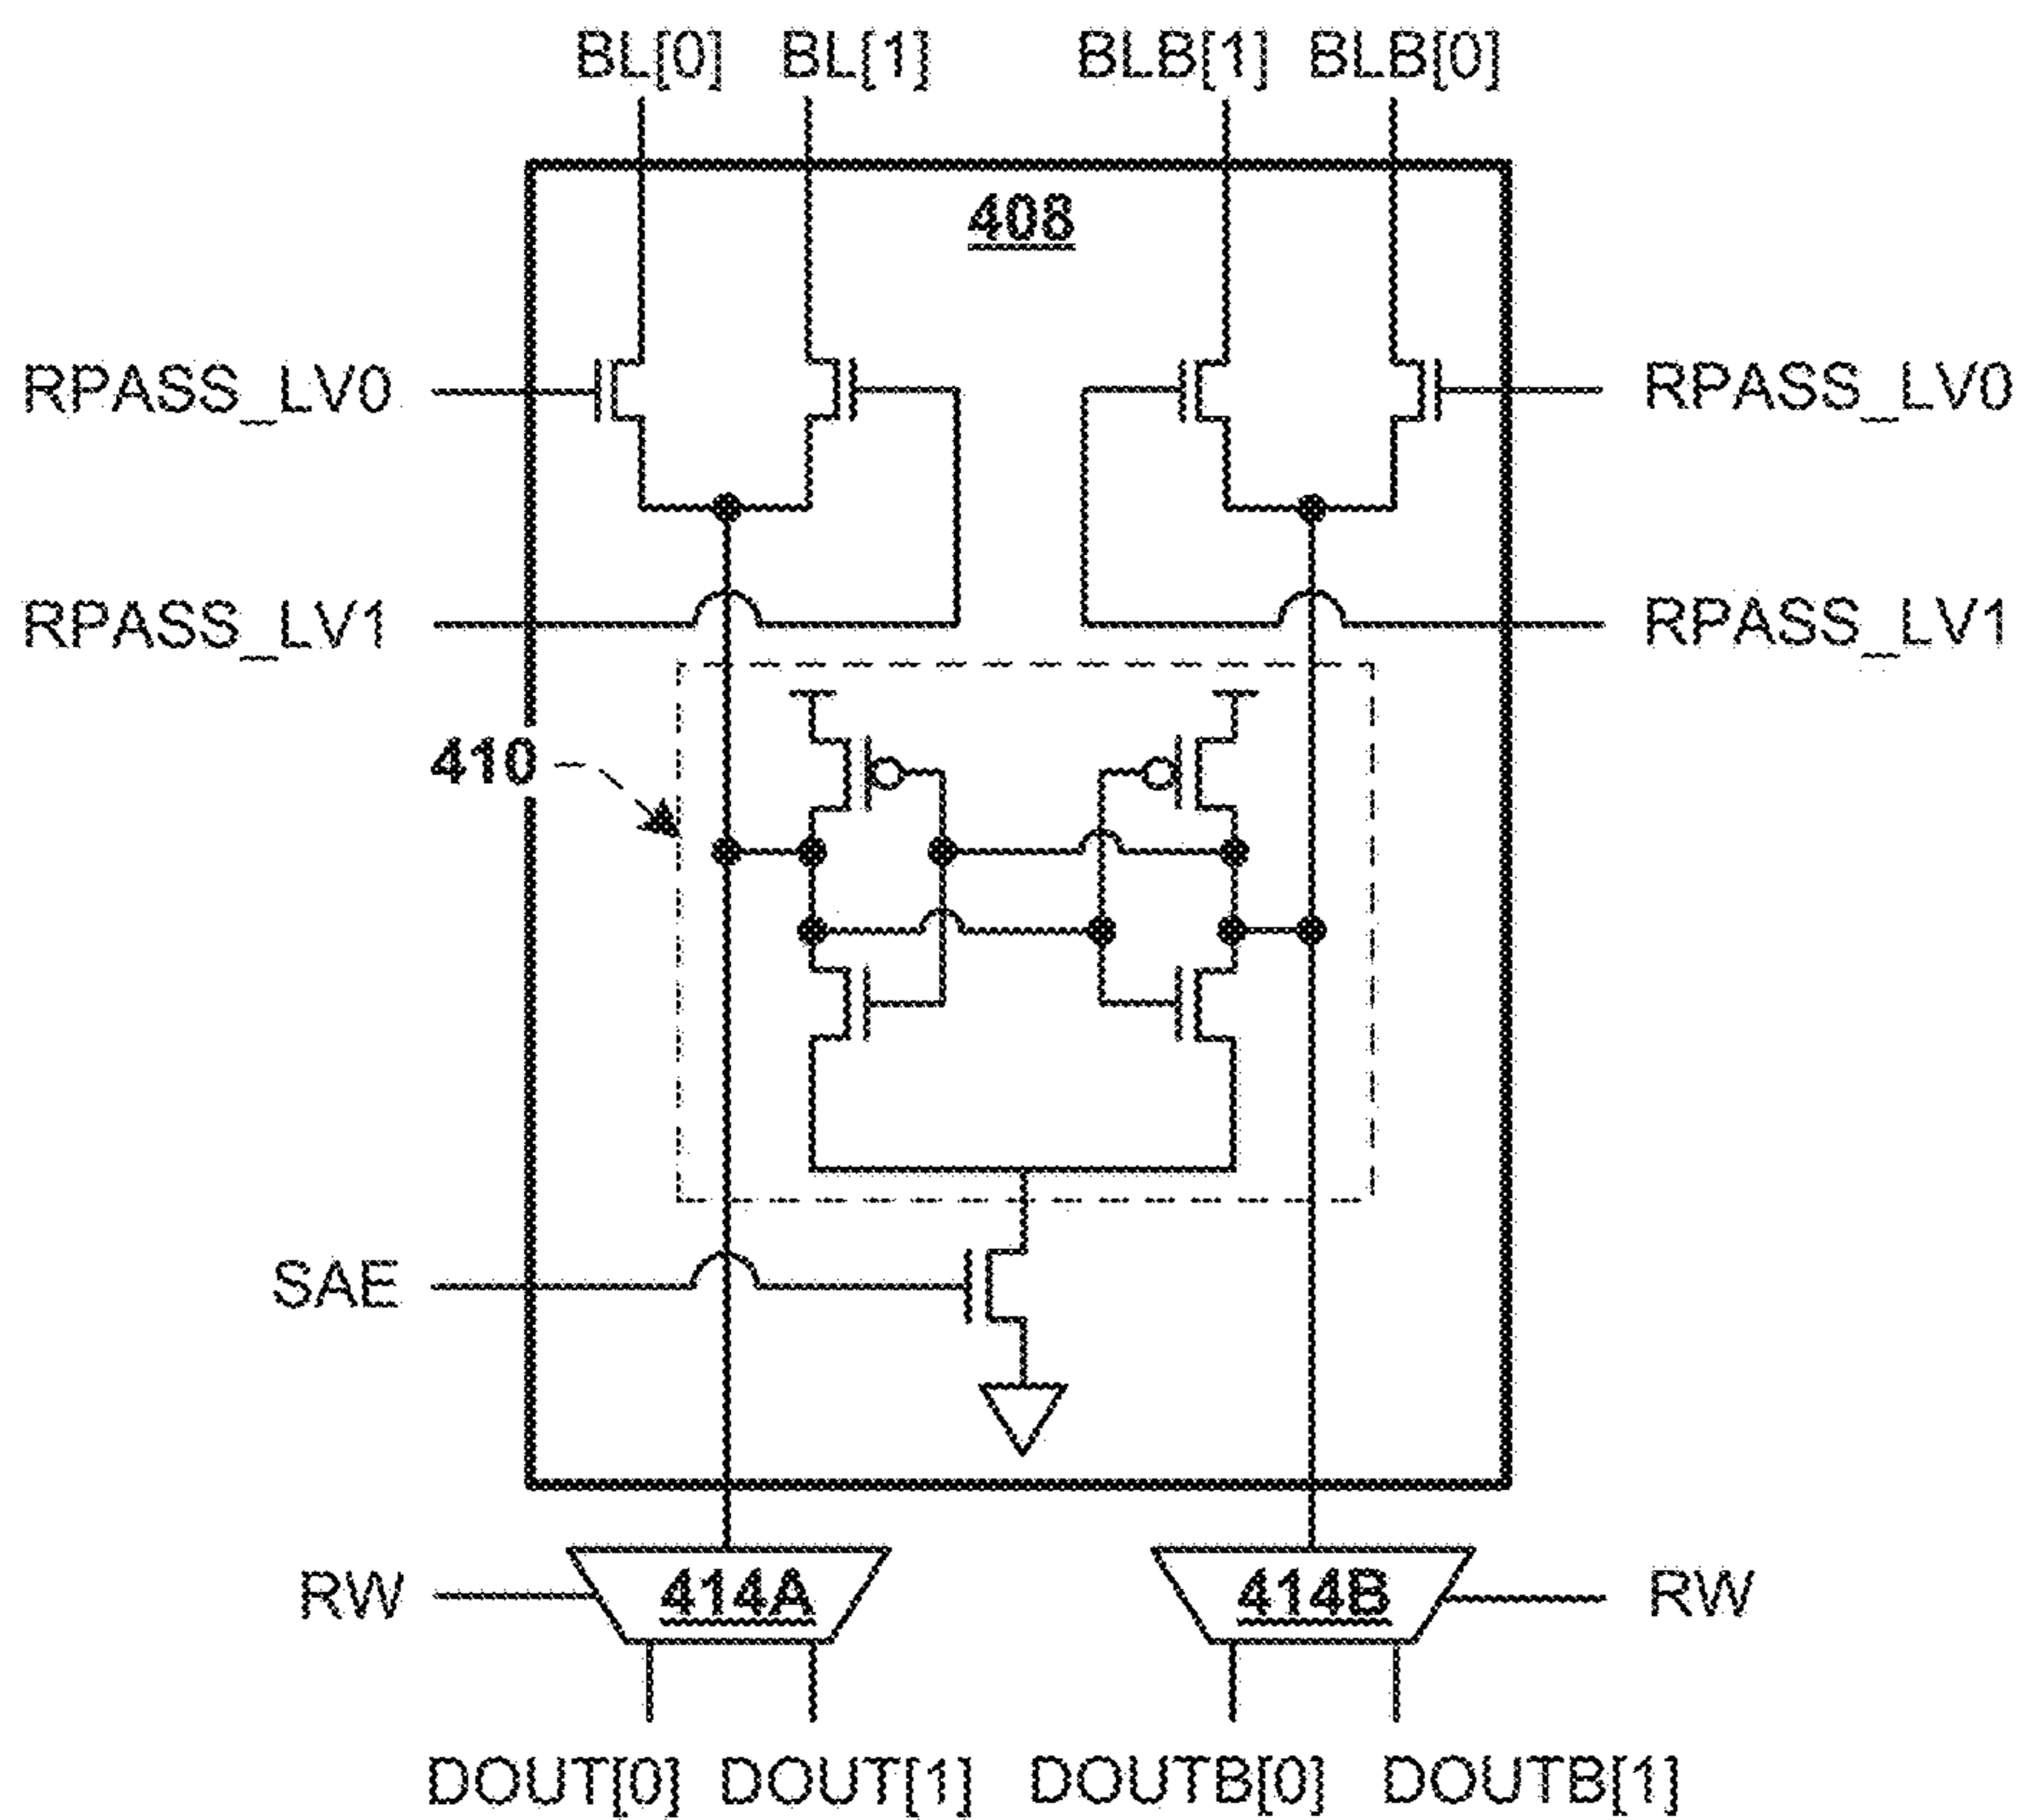 BL[0] BL[1] BLB[1] BLB[0]
408
RPASS_LV0 RPASS_LV0
RPASS_LV1 RPASS_LV1
410
SAE
RW 414A 414B RW
DOUT[0] DOUT[1] DOUTB[0] DOUTB[1]